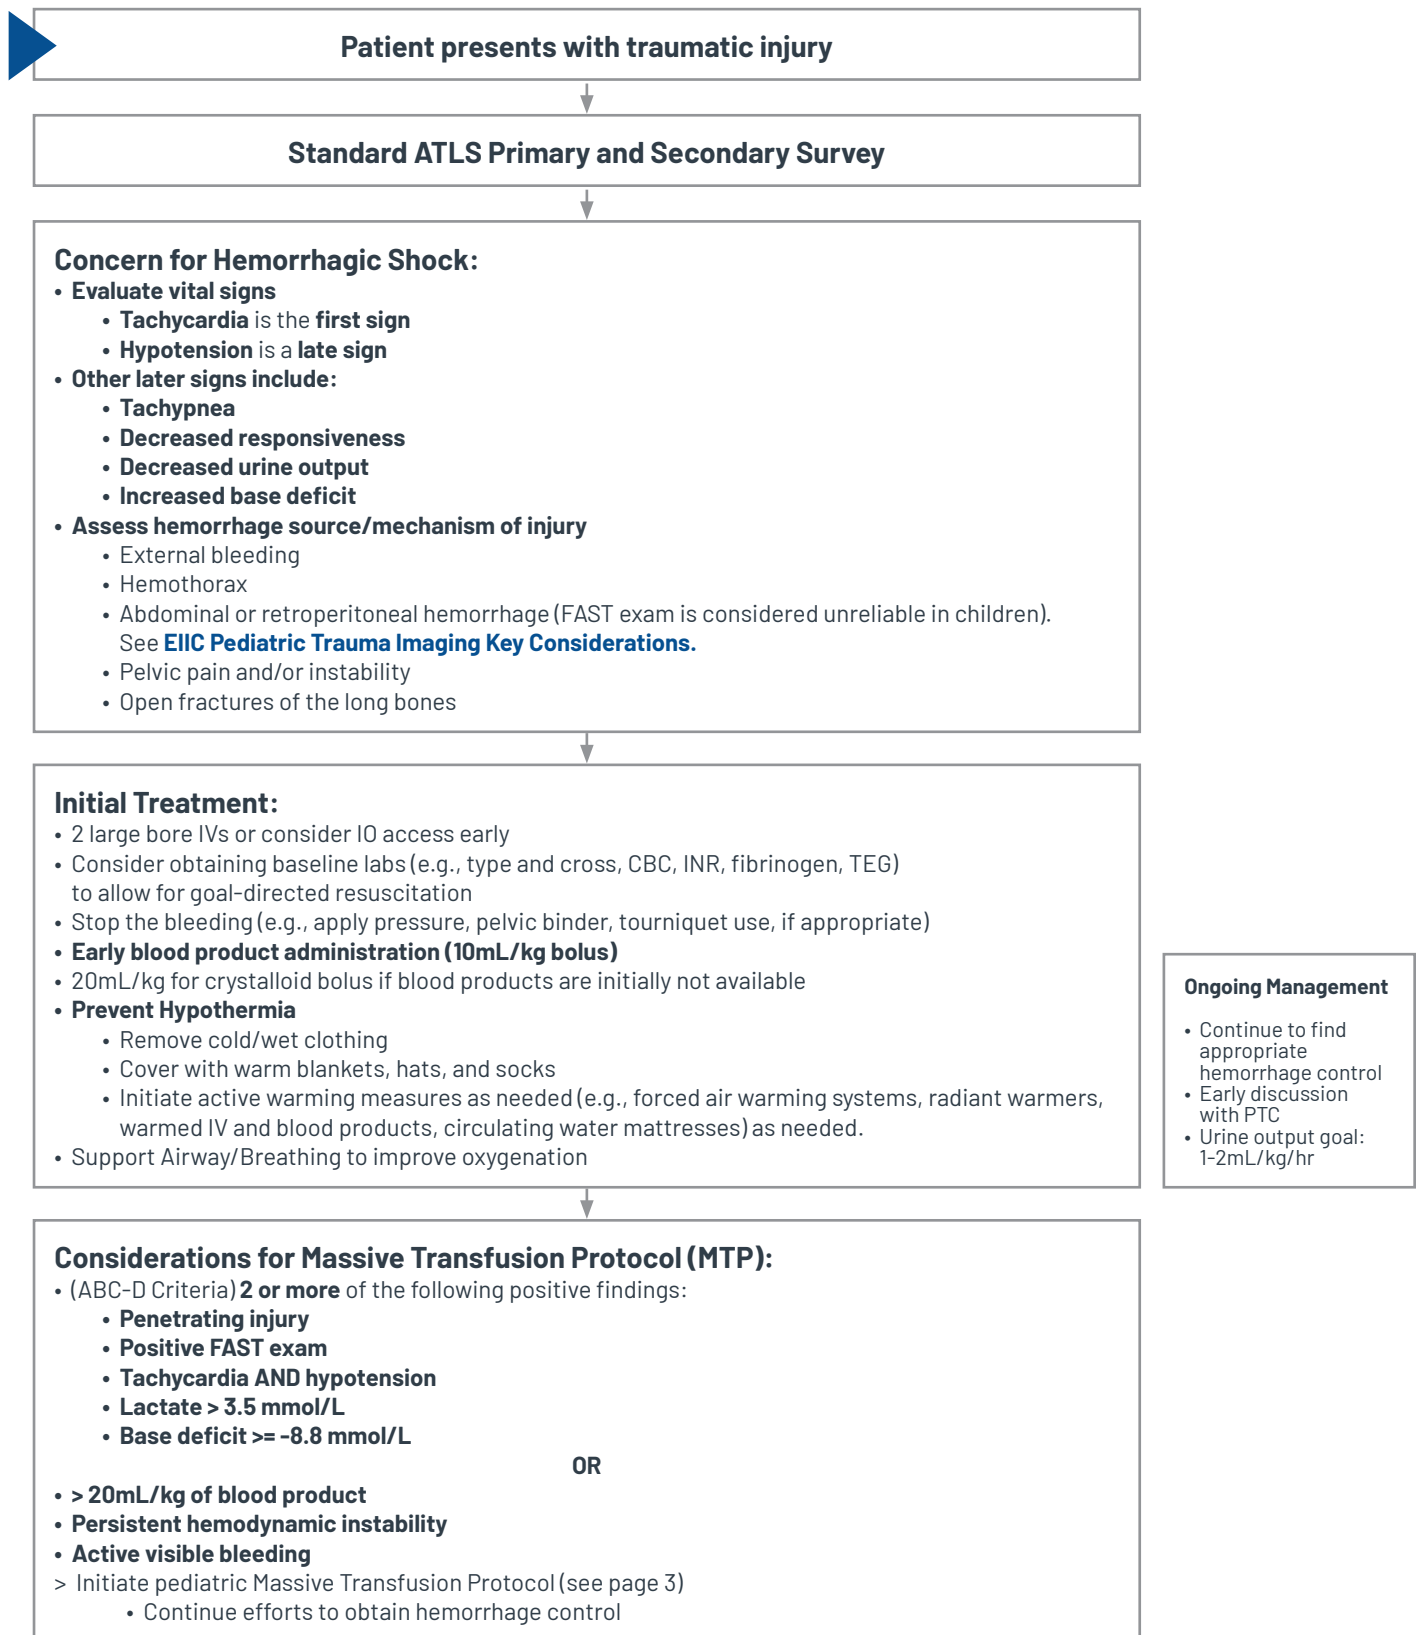 Patient presents with traumatic injury
Standard ATLS Primary and Secondary Survey
Concern for Hemorrhagic Shock:
• Evaluate vital signs
• Tachycardia is the first sign
• Hypotension is a late sign
• Other later signs include:
• Tachypnea
• Decreased responsiveness
• Decreased urine output
• Increased base deficit
• Assess hemorrhage source/mechanism of injury
• External bleeding
• Hemothorax
• Abdominal or retroperitoneal hemorrhage (FAST exam is considered unreliable in children).
See EIIC Pediatric Trauma Imaging Key Considerations.
• Pelvic pain and/or instability
• Open fractures of the long bones
Initial Treatment:
• 2 large bore IVs or consider IO access early
• Consider obtaining baseline labs (e.g., type and cross, CBC, INR, fibrinogen, TEG)
to allow for goal-directed resuscitation
• Stop the bleeding (e.g., apply pressure, pelvic binder, tourniquet use, if appropriate)
• Early blood product administration (10mL/kg bolus)
• 20mL/kg for crystalloid bolus if blood products are initially not available
• Prevent Hypothermia
• Remove cold/wet clothing
• Cover with warm blankets, hats, and socks
• Initiate active warming measures as needed (e.g., forced air warming systems, radiant warmers,
warmed IV and blood products, circulating water mattresses) as needed.
• Support Airway/Breathing to improve oxygenation
Ongoing Management
• Continue to find
appropriate
hemorrhage control
• Early discussion
with PTC
• Urine output goal:
1-2mL/kg/hr
Considerations for Massive Transfusion Protocol (MTP):
• (ABC-D Criteria) 2 or more of the following positive findings:
• Penetrating injury
• Positive FAST exam
• Tachycardia AND hypotension
• Lactate > 3.5 mmol/L
• Base deficit >= -8.8 mmol/L
OR
• > 20mL/kg of blood product
• Persistent hemodynamic instability
• Active visible bleeding
> Initiate pediatric Massive Transfusion Protocol (see page 3)
• Continue efforts to obtain hemorrhage control